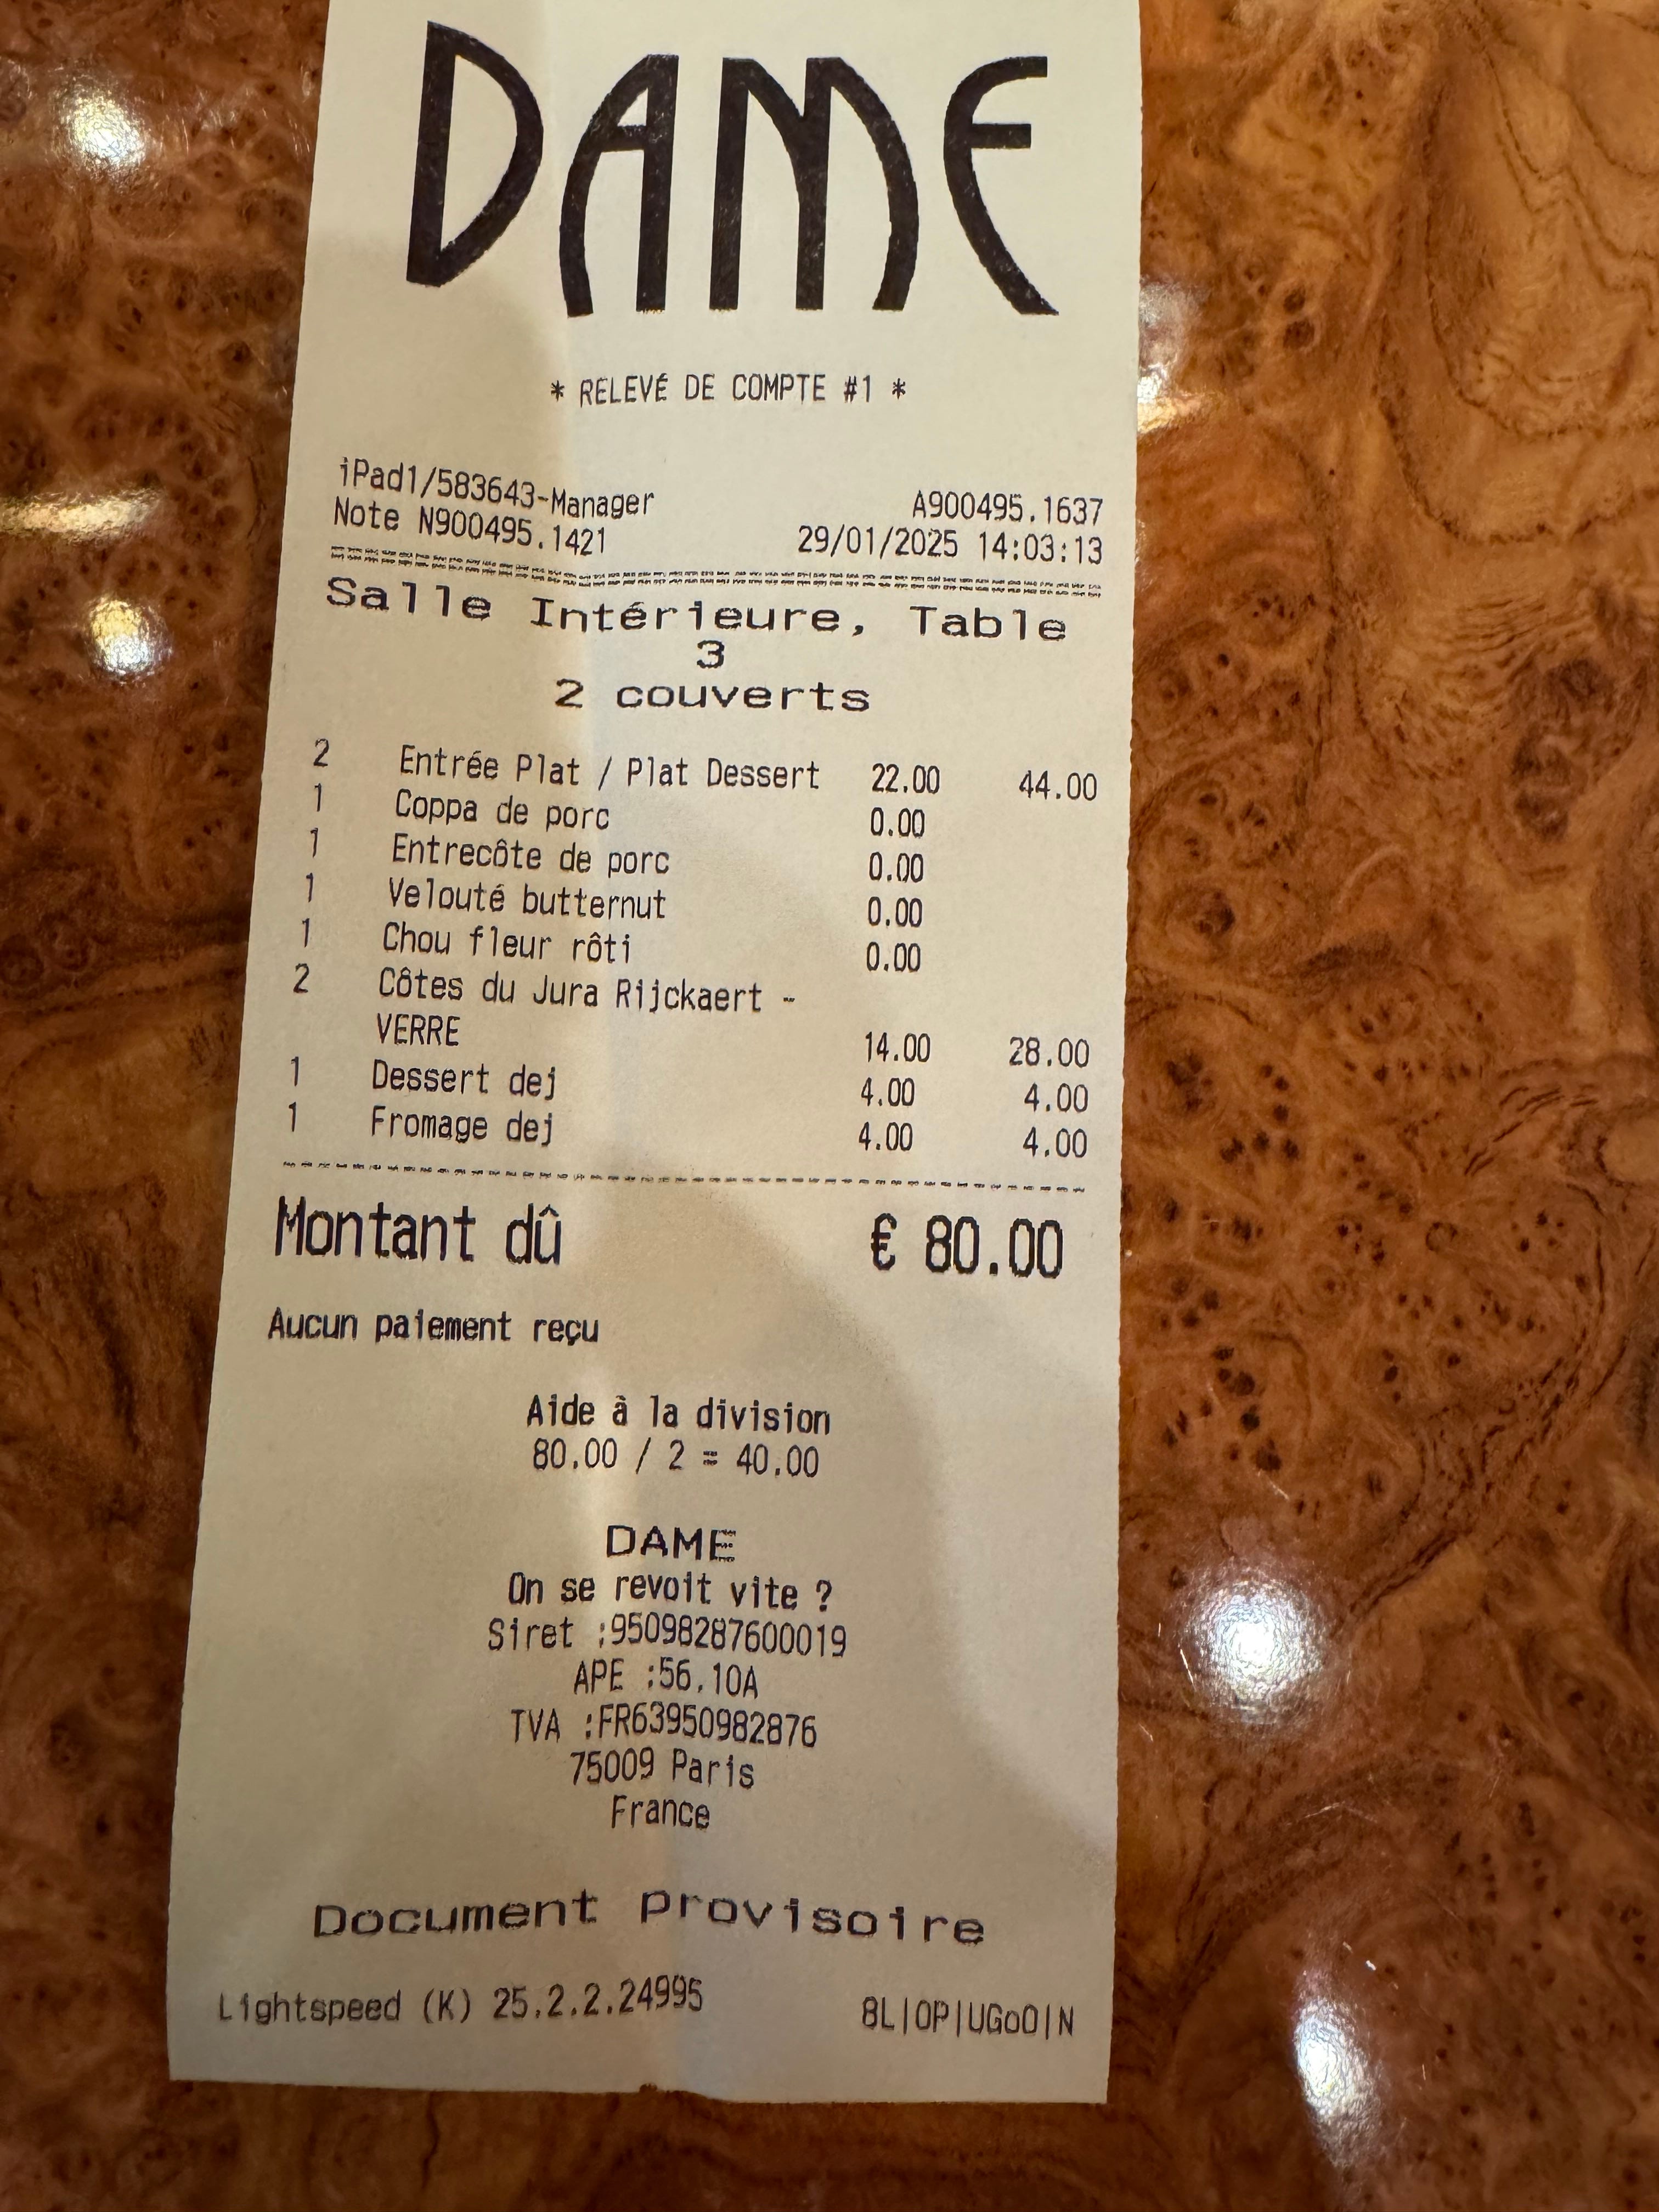 DAME
* RELEVÉ DE COMPTE #1 *
iPad1/583643-Manager A900495.1637
Note N900495.1421 29/01/2025 14:03:13
Salle Intérieure, Table
3
2 couverts
2 Entrée Plat / Plat Dessert 22.00 44.00
1 Coppa de porc 0.00
1 Entrecôte de porc 0.00
1 Velouté butternut 0.00
1 Chou fleur rôti 0.00
2 Côtes du Jura Rijckaert -
VERRE 14.00 28.00
1 Dessert dej 4.00 4.00
1 Fromage dej 4.00 4.00
Montant dû € 80.00
Aucun paiement reçu
Aide à la division
80.00 / 2 = 40.00
DAME
On se revoit vite ?
Siret :95098287600019
APE :56.10A
TVA :FR63950982876
75009 Paris
France
Document Provisoire
Lightspeed (K) 25.2.2.24995 8L|OP|UGoO|N